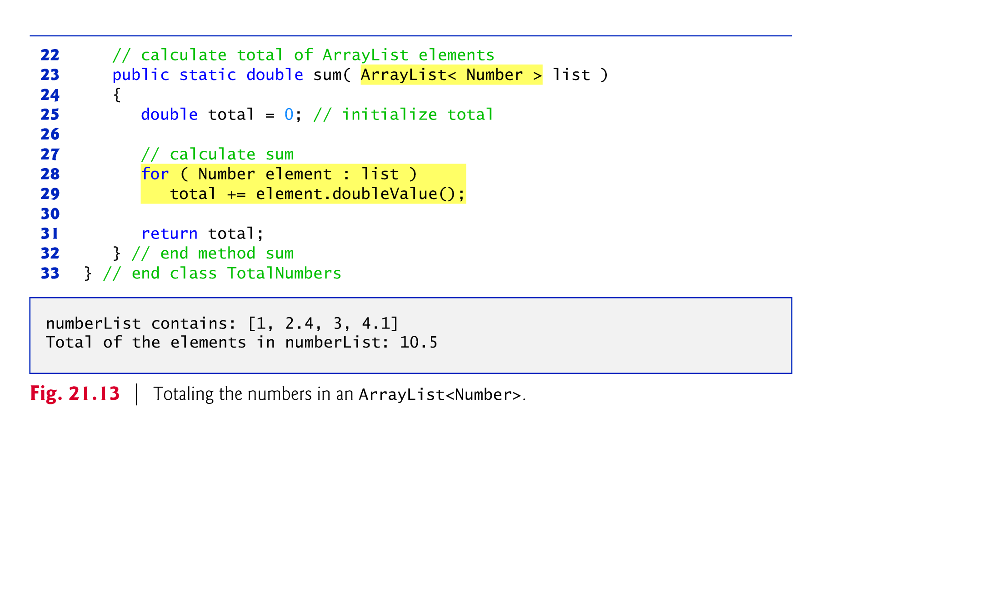 22 // calculate total of ArrayList elements
23 public static double sum( ArrayList< Number > list )
24 {
25 double total = 0; // initialize total
26
27 // calculate sum
28 for ( Number element : list )
29 total += element.doubleValue();
30
31 return total;
32 } // end method sum
33 } // end class TotalNumbers
numberList contains: [1, 2.4, 3, 4.1]
Total of the elements in numberList: 10.5
Fig. 21.13 | Totaling the numbers in an ArrayList<Number>.